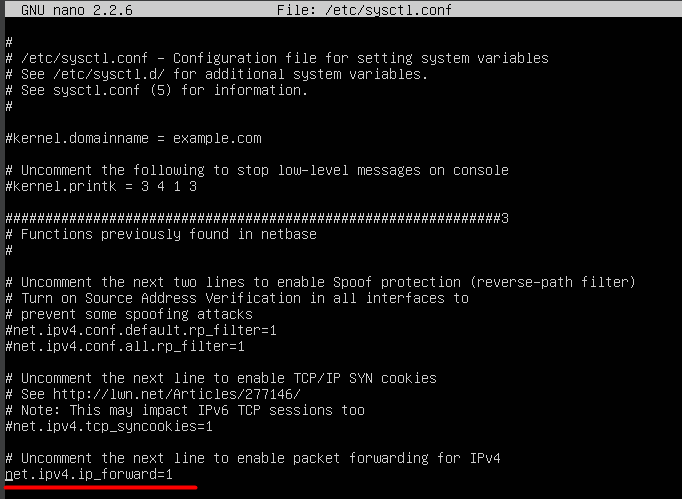 GNU nano 2.2.6 File: /etc/sysctl.conf
#
# /etc/sysctl.conf - Configuration file for setting system variables
# See /etc/sysctl.d/ for additional system variables.
# See sysctl.conf (5) for information.
#
#kernel.domainname = example.com
# Uncomment the following to stop low-level messages on console
#kernel.printk = 3 4 1 3
##############################################################3
# Functions previously found in netbase
#
# Uncomment the next two lines to enable Spoof protection (reverse-path filter)
# Turn on Source Address Verification in all interfaces to
# prevent some spoofing attacks
#net.ipv4.conf.default.rp_filter=1
#net.ipv4.conf.all.rp_filter=1
# Uncomment the next line to enable TCP/IP SYN cookies
# See http://lwn.net/Articles/277146/
# Note: This may impact IPv6 TCP sessions too
#net.ipv4.tcp_syncookies=1
# Uncomment the next line to enable packet forwarding for IPv4
net.ipv4.ip_forward=1